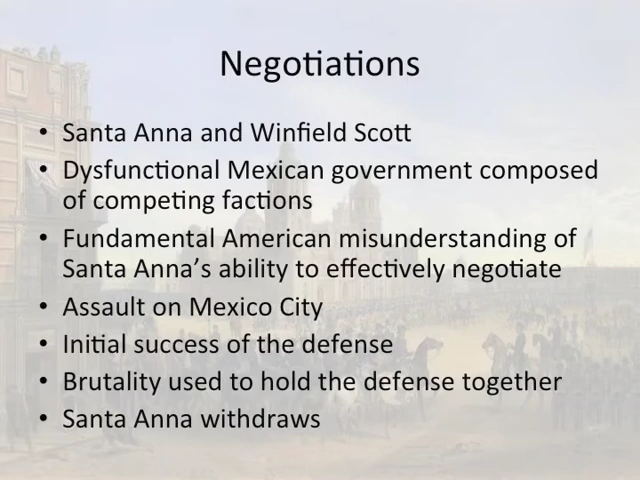 Negotiations
• Santa Anna and Winfield Scott
• Dysfunctional Mexican government composed
of competing factions
• Fundamental American misunderstanding of
Santa Anna’s ability to effectively negotiate
• Assault on Mexico City
• Initial success of the defense
• Brutality used to hold the defense together
• Santa Anna withdraws